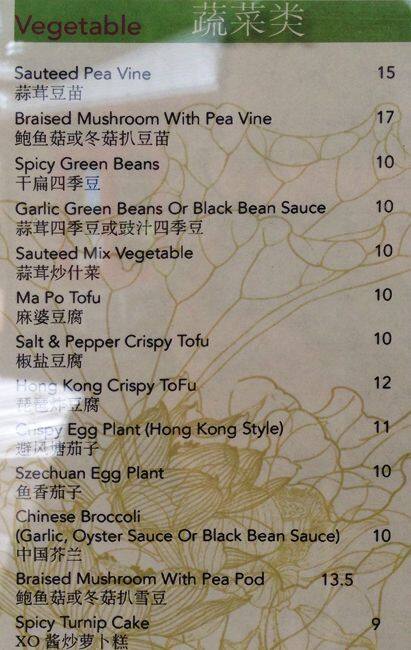 Vegetable 蔬菜类
Sauteed Pea Vine 15
蒜茸豆苗
Braised Mushroom With Pea Vine 17
鲍鱼菇或冬菇扒豆苗
Spicy Green Beans 10
干扁四季豆
Garlic Green Beans Or Black Bean Sauce 10
蒜茸四季豆或豉汁四季豆
Sauteed Mix Vegetable 10
蒜茸炒什菜
Ma Po Tofu 10
麻婆豆腐
Salt & Pepper Crispy Tofu 10
椒盐豆腐
Hong Kong Crispy ToFu 12
琵琶炸豆腐
Crispy Egg Plant (Hong Kong Style) 11
避风塘茄子
Szechuan Egg Plant 10
鱼香茄子
Chinese Broccoli
(Garlic, Oyster Sauce Or Black Bean Sauce) 10
中国芥兰
Braised Mushroom With Pea Pod 13.5
鲍鱼菇或冬菇扒雪豆
Spicy Turnip Cake 9
XO 酱炒萝卜糕